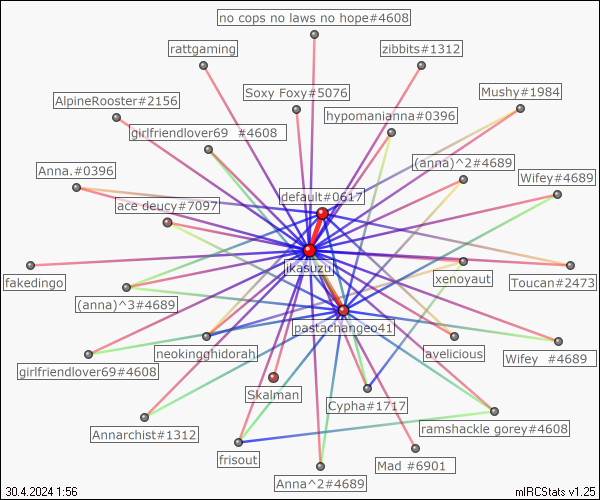 no cops no laws no hope#4608
rattgaming
zibbits#1312
Soxy Foxy#5076
Mushy#1984
AlpineRooster#2156
hypomanianna#0396
girlfriendlover69 #4608
(anna)^2#4689
Anna.#0396
Wifey#4689
default#0617
ace deucy#7097
jkasuzu
fakedingo
xenoyaut
Toucan#2473
(anna)^3#4689
pastachangeo41
neokingghidorah
avelicious
Wifey #4689
girlfriendlover69#4608
Skalman
Cypha#1717
Annarchist#1312
ramshackle gorey#4608
frisout
Mad #6901
Anna^2#4689
30.4.2024 1:56
mIRCStats v1.25